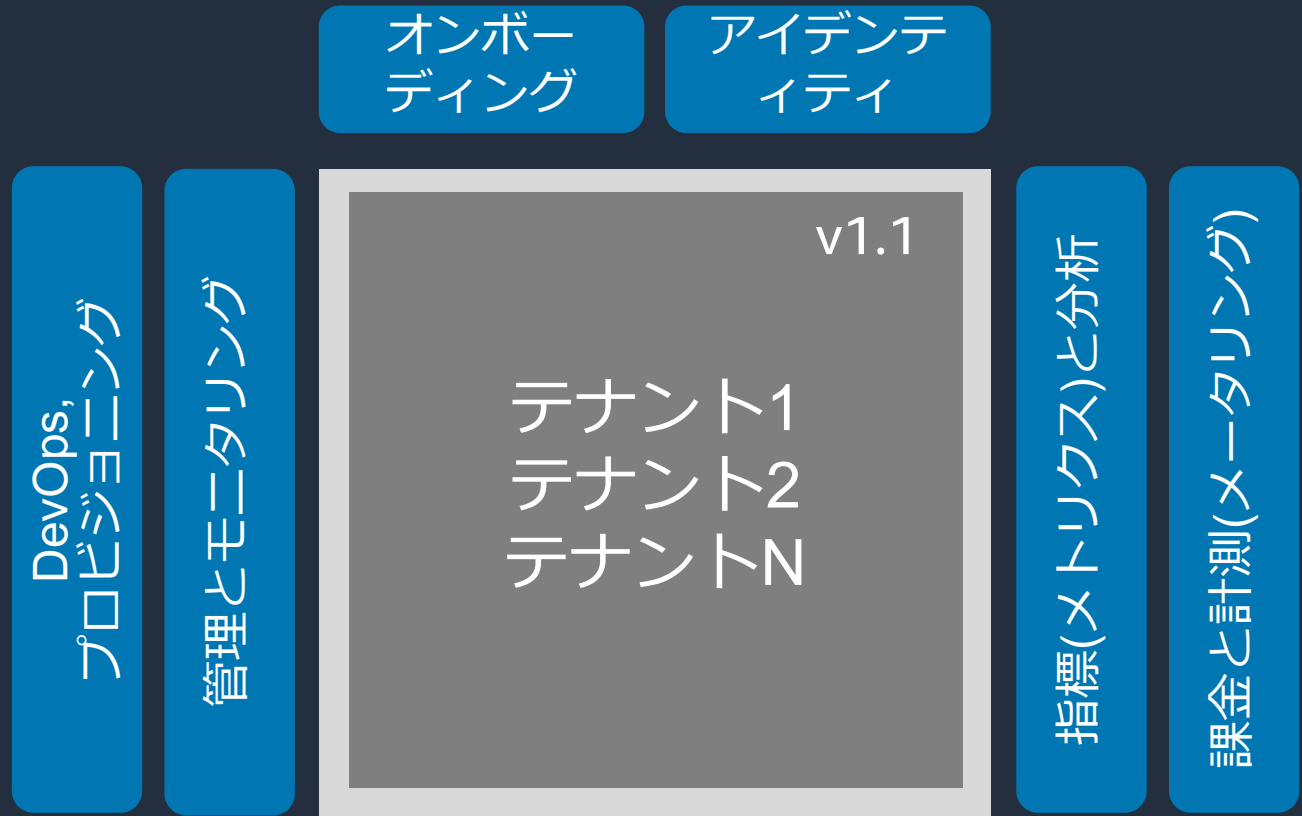 オンボー
ディング
アイデンテ
ィティ
DevOps,
プロビジョニング
管理とモニタリング
v1.1
テナント1
テナント2
テナントN
指標(メトリクス)と分析
課金と計測(メータリング)